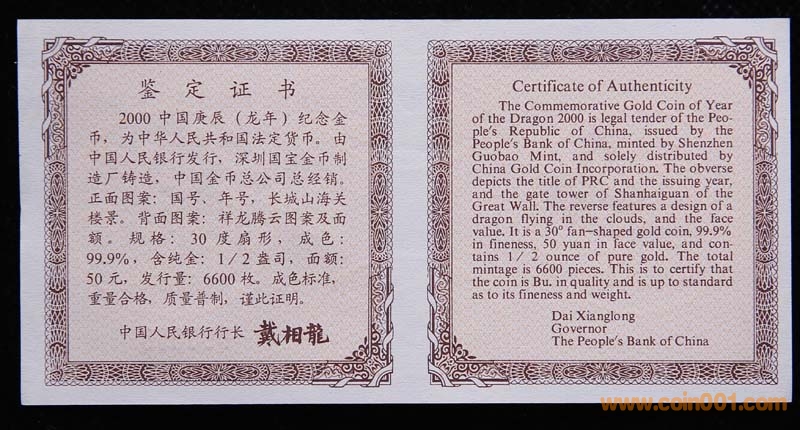 鉴定证书
2000中国庚辰（龙年）纪念金
币，为中华人民共和国法定货币。由
中国人民银行发行，深圳国宝金币制
造厂铸造，中国金币总公司总经销。
正面图案：国号、年号，长城山海关
楼景。背面图案：祥龙腾云图案及面
额。规格：30度扇形，成色：
99.9%，含纯金：1/2盎司，面额：
50元，发行量：6600枚。成色标准，
重量合格，质量普制，谨此证明。
中国人民银行行长 戴相龍
Certificate of Authenticity
The Commemorative Gold Coin of Year
of the Dragon 2000 is legal tender of the Peo-
ple's Republic of China, issued by the
People's Bank of China, minted by Shenzhen
Guobao Mint, and solely distributed by
China Gold Coin Incorporation. The obverse
depicts the title of PRC and the issuing year,
and the gate tower of Shanhaiguan of the
Great Wall. The reverse features a design of a
dragon flying in the clouds, and the face
value. It is a 30° fan-shaped gold coin, 99.9%
in fineness, 50 yuan in face value, and con-
tains 1/2 ounce of pure gold. The total
mintage is 6600 pieces. This is to certify that
the coin is Bu. in quality and is up to standard
as to its fineness and weight.
Dai Xianglong
Governor
The People's Bank of China
www.coin001.com